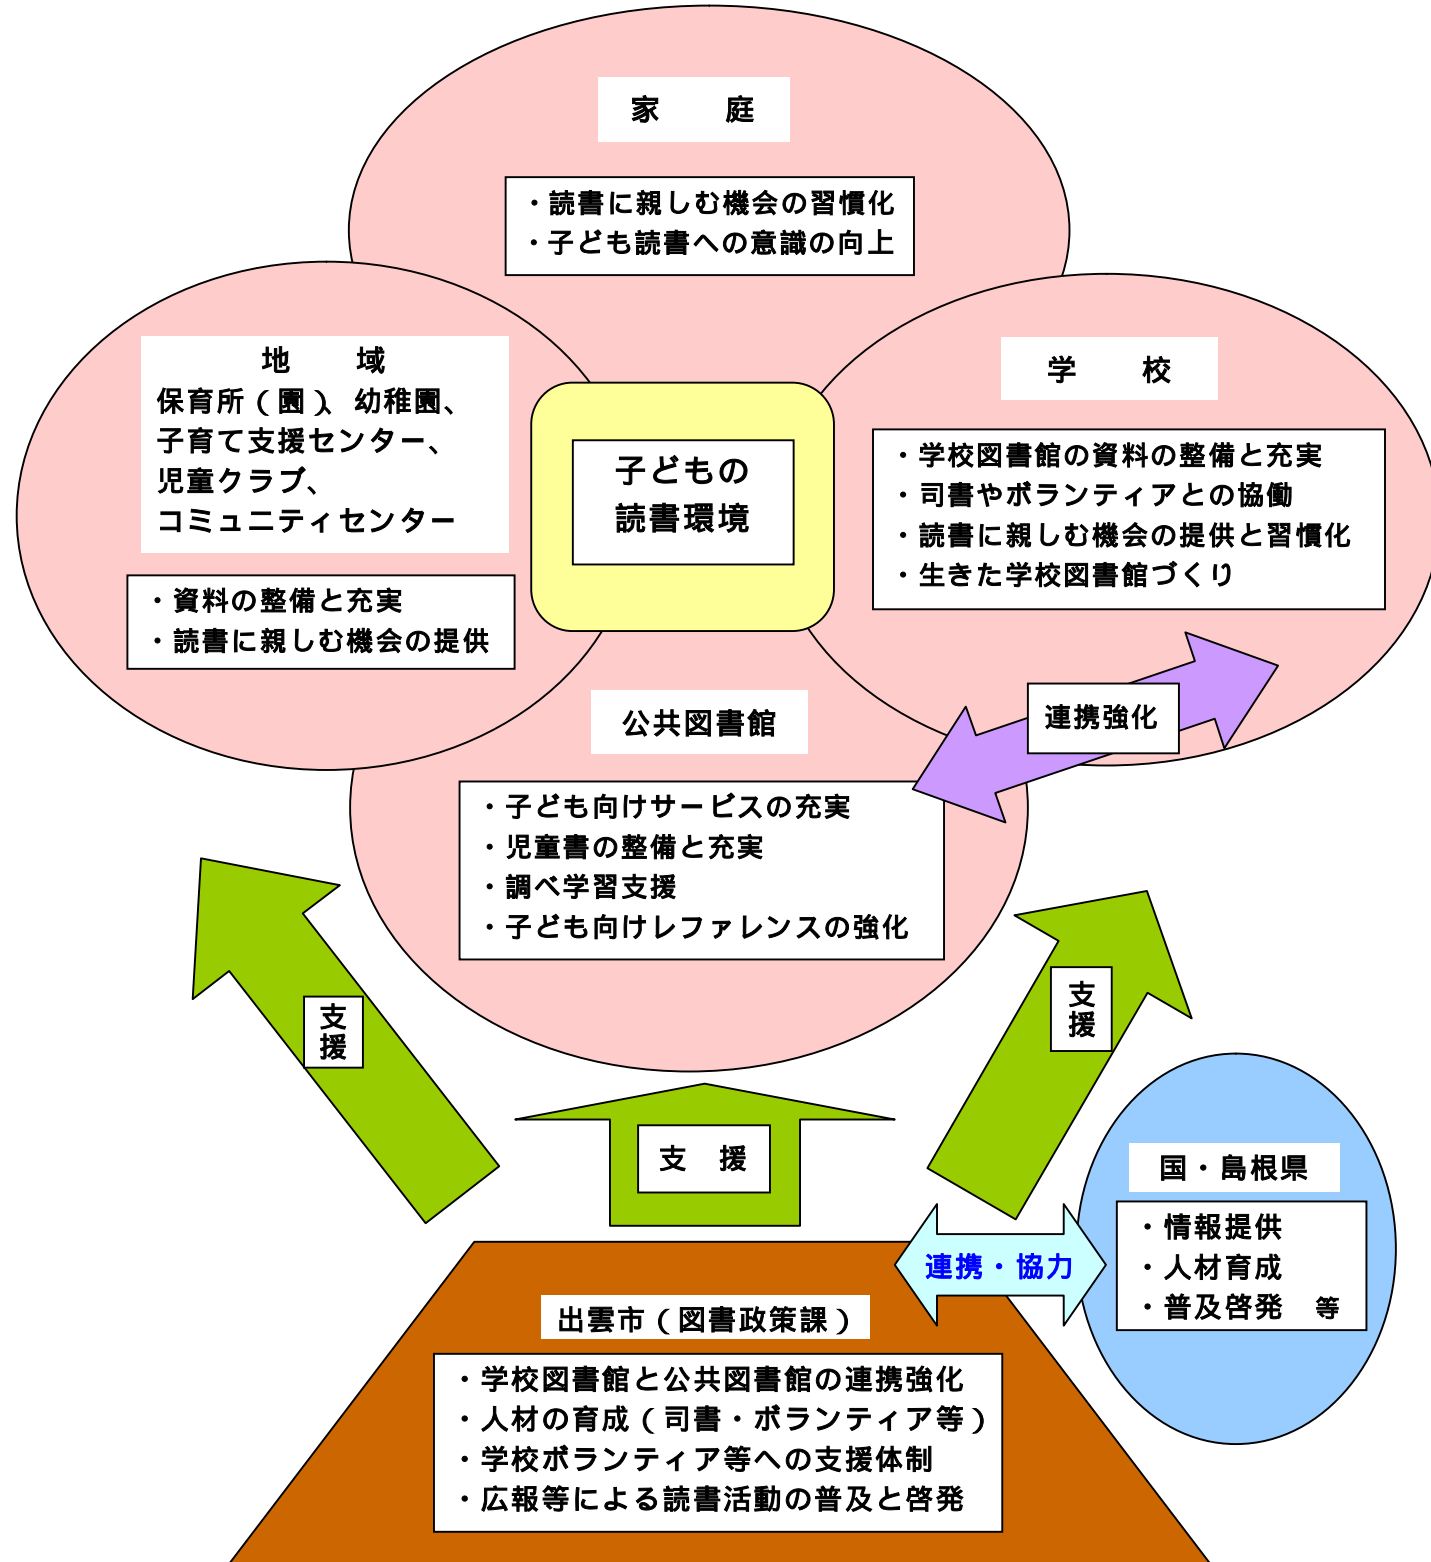 家　　庭
・読書に親しむ機会の習慣化
・子ども読書への意識の向上
地　　域
保育所（園）、幼稚園、
子育て支援センター、
児童クラブ、
コミュニティセンター
・資料の整備と充実
・読書に親しむ機会の提供
子どもの
読書環境
学　　校
・学校図書館の資料の整備と充実
・司書やボランティアとの協働
・読書に親しむ機会の提供と習慣化
・生きた学校図書館づくり
連携強化
公共図書館
・子ども向けサービスの充実
・児童書の整備と充実
・調べ学習支援
・子ども向けレファレンスの強化
支援
支　援
支援
国・島根県
・情報提供
・人材育成
・普及啓発　等
連携・協力
出雲市（図書政策課）
・学校図書館と公共図書館の連携強化
・人材の育成（司書・ボランティア等）
・学校ボランティア等への支援体制
・広報等による読書活動の普及と啓発